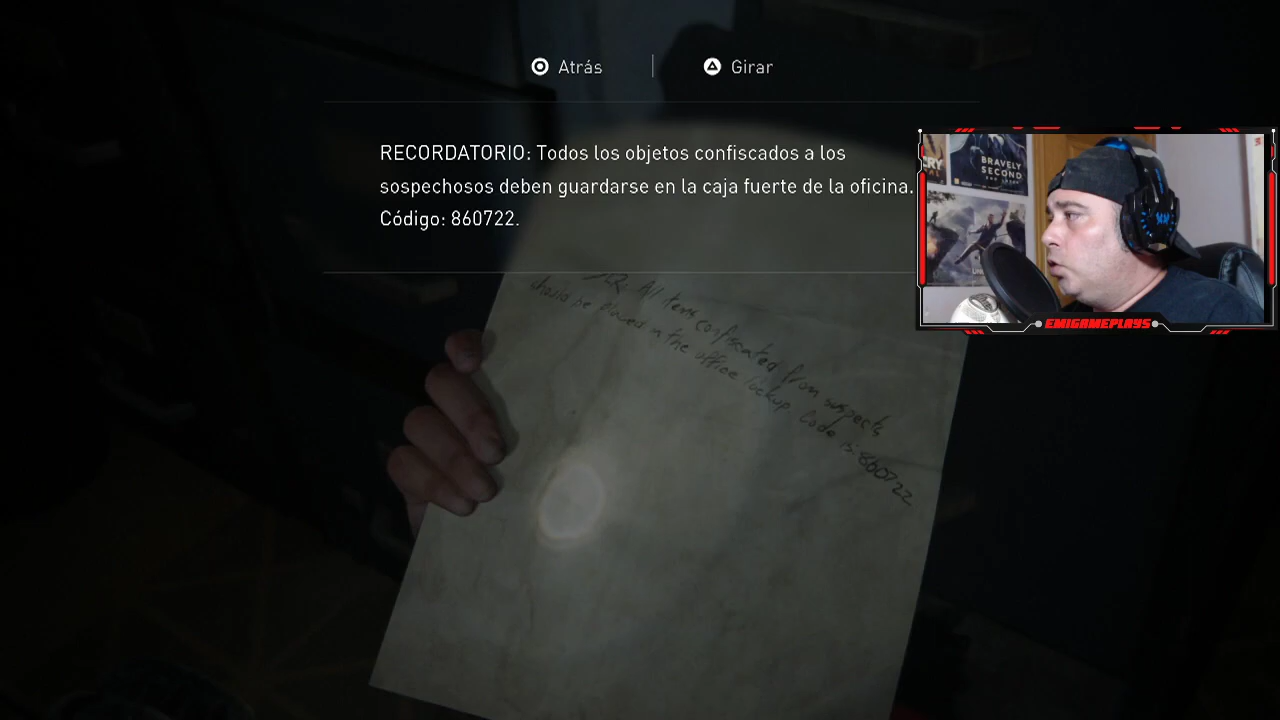 Atrás
Girar
RECORDATORIO: Todos los objetos confiscados a los
sospechosos deben guardarse en la caja fuerte de la oficina.
Código: 860722.
BRAVELY
SECOND
EMIGAMEPLAYS
All items confiscated from suspects
should be placed in the office lockup. Code is: 860722